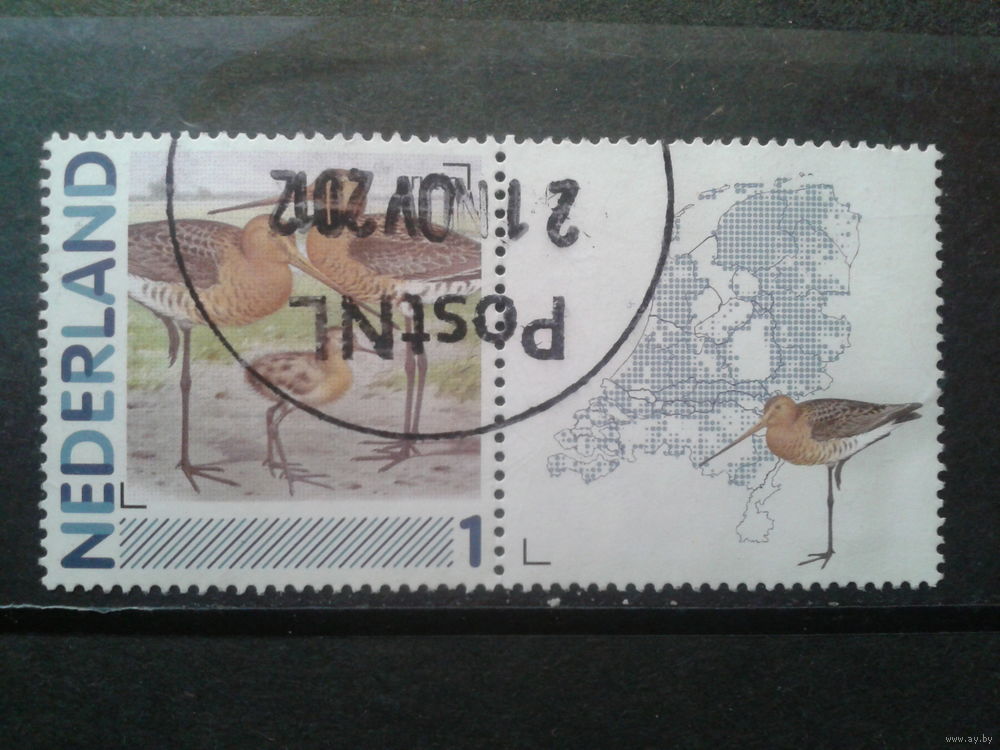 NEDERLAND
1
PostNL
21 NOV 2012
www.ay.by